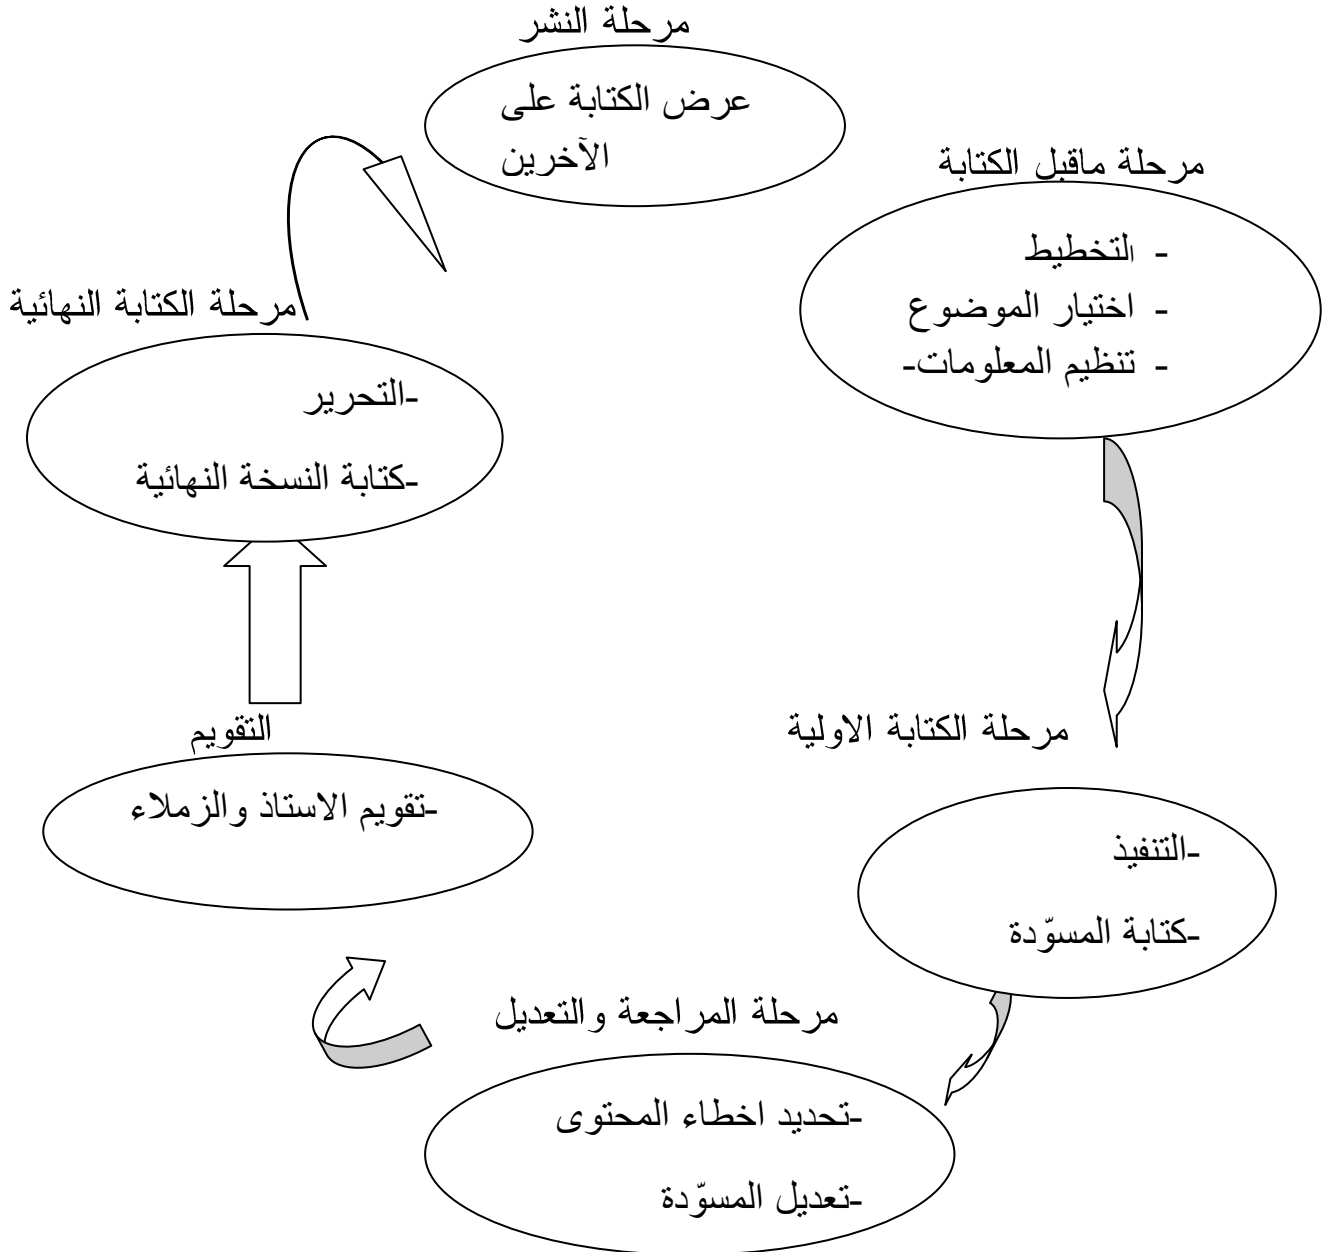 مرحلة النشر
عرض الكتابة على
الآخرين
مرحلة ماقبل الكتابة
- التخطيط
- اختيار الموضوع
- تنظيم المعلومات-
مرحلة الكتابة الاولية
-التنفيذ
-كتابة المسوّدة
مرحلة المراجعة والتعديل
-تحديد اخطاء المحتوى
-تعديل المسوّدة
التقويم
-تقويم الاستاذ والزملاء
مرحلة الكتابة النهائية
-التحرير
-كتابة النسخة النهائية